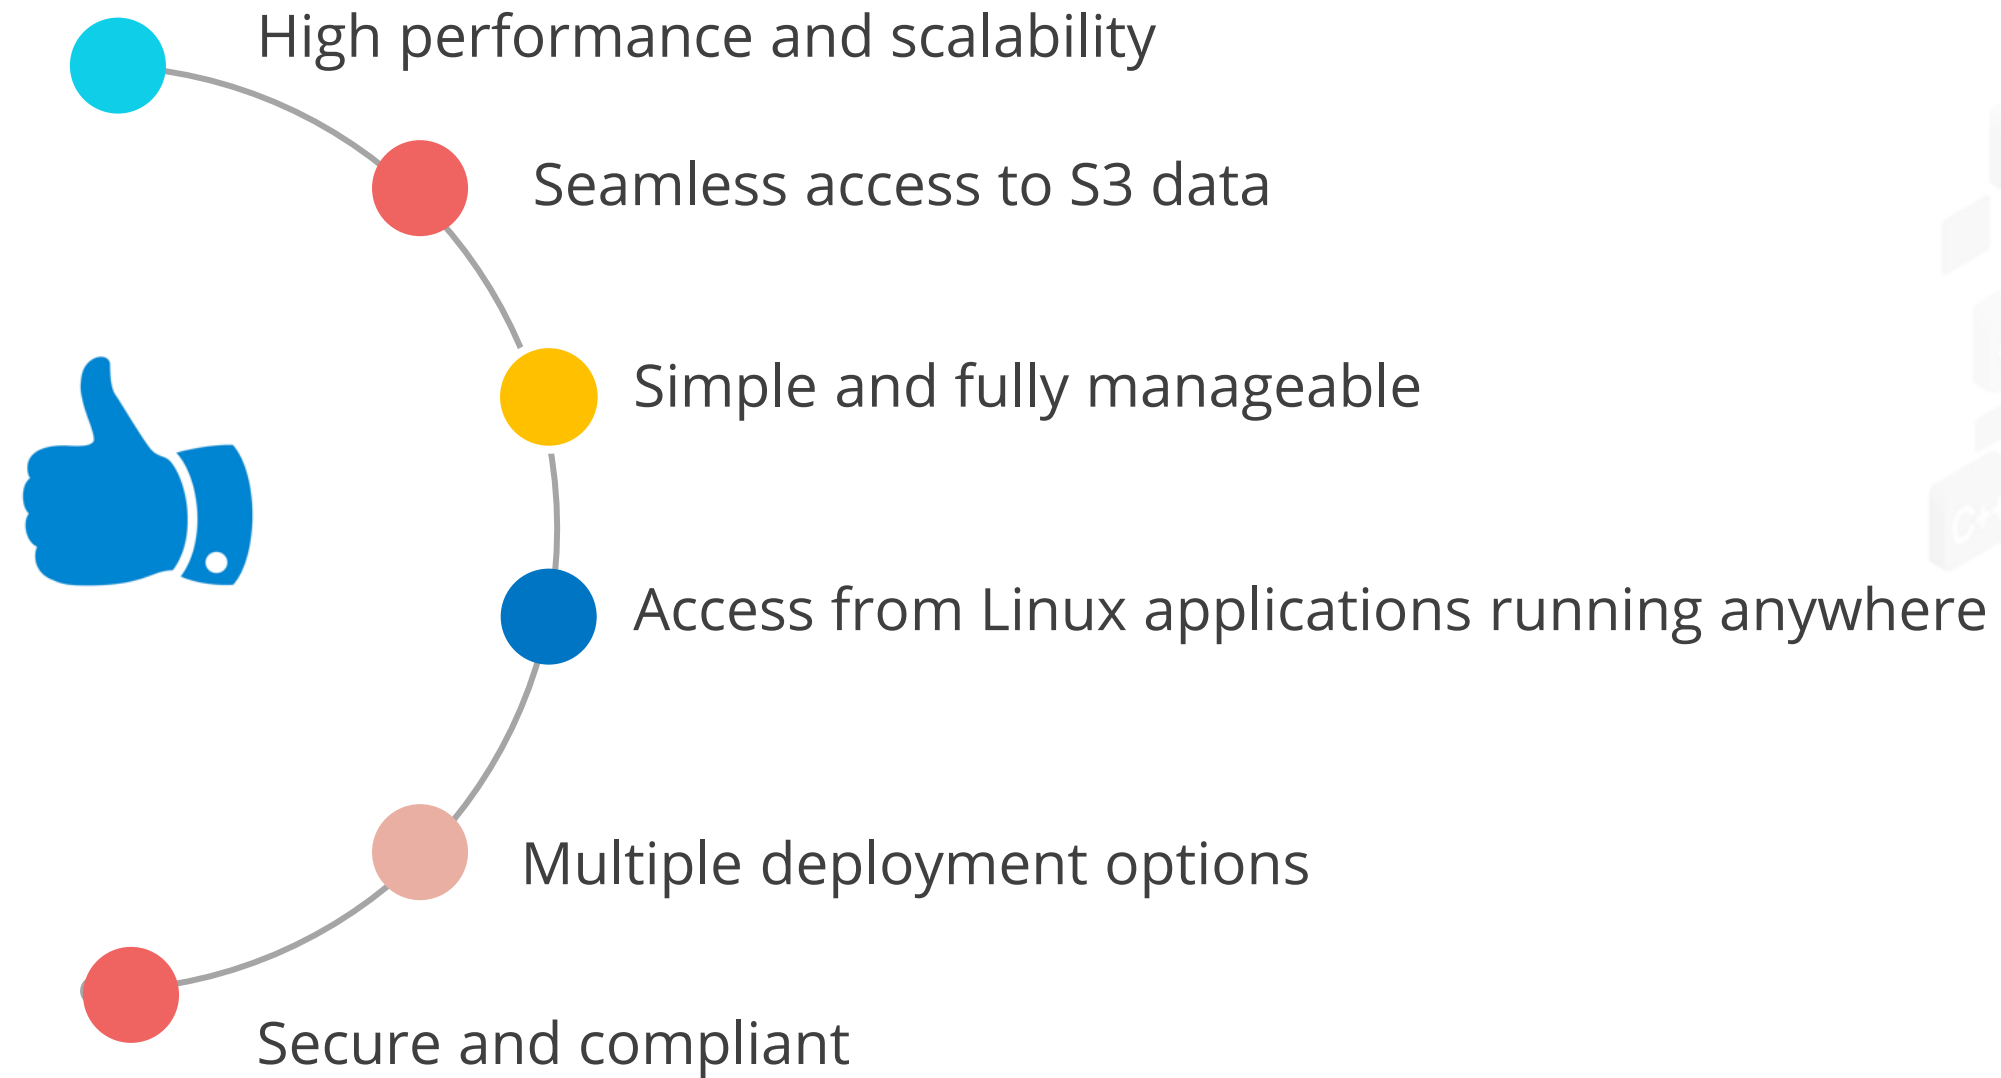 High performance and scalability
Seamless access to S3 data
Simple and fully manageable
Access from Linux applications running anywhere
Multiple deployment options
Secure and compliant